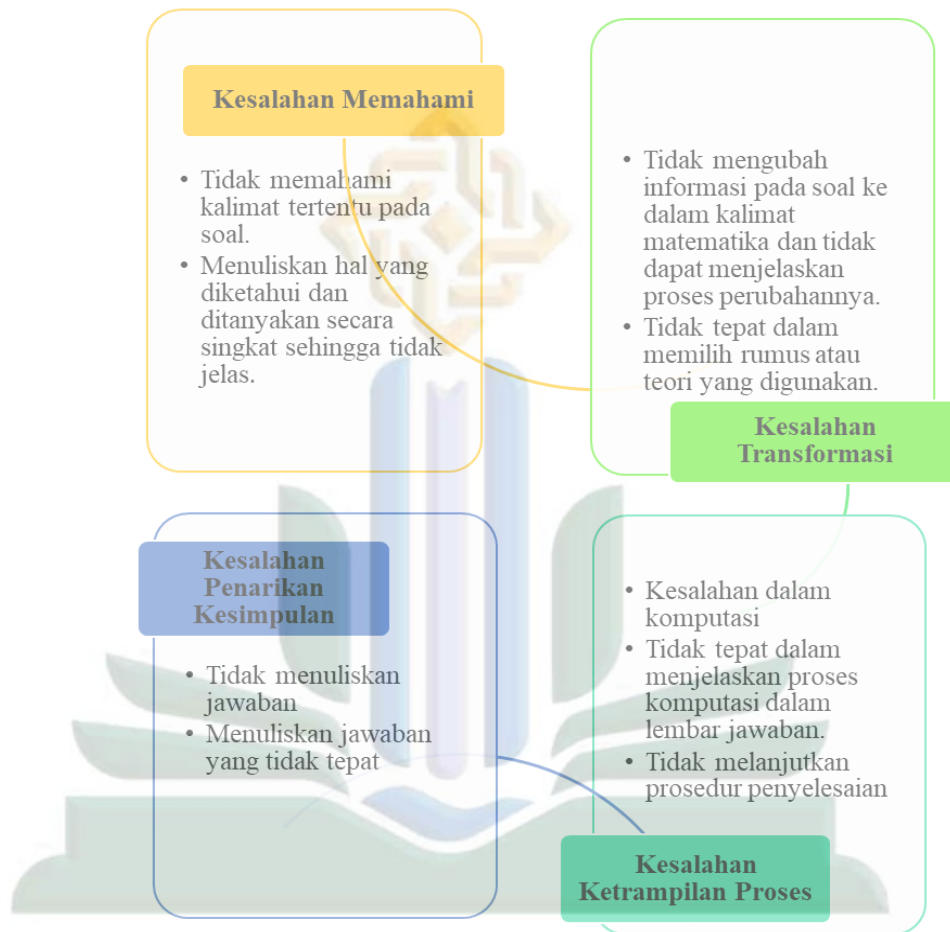 Kesalahan Memahami
• Tidak memahami
kalimat tertentu pada
soal.
• Menuliskan hal yang
diketahui dan
ditanyakan secara
singkat sehingga tidak
jelas.
• Tidak mengubah
informasi pada soal ke
dalam kalimat
matematika dan tidak
dapat menjelaskan
proses perubahannya.
• Tidak tepat dalam
memilih rumus atau
teori yang digunakan.
Kesalahan
Transformasi
• Kesalahan dalam
komputasi
• Tidak tepat dalam
menjelaskan proses
komputasi dalam
lembar jawaban.
• Tidak melanjutkan
prosedur penyelesaian
Kesalahan
Ketrampilan Proses
Kesalahan
Penarikan
Kesimpulan
• Tidak menuliskan
jawaban
• Menuliskan jawaban
yang tidak tepat